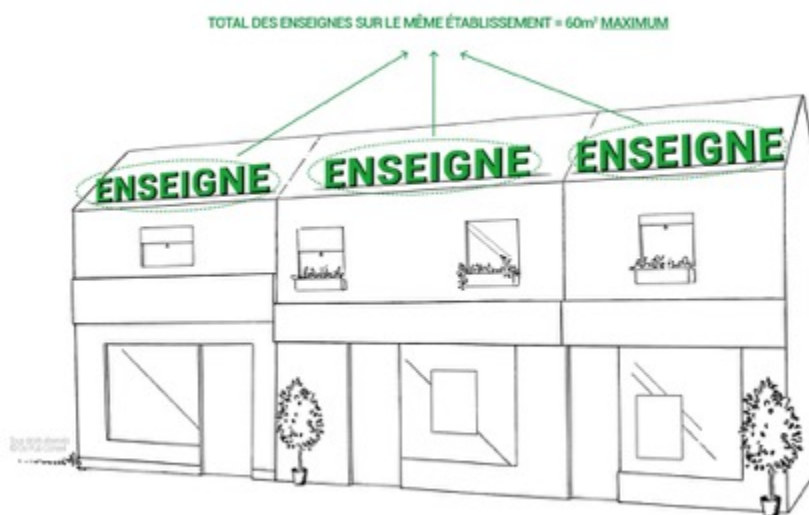 TOTAL DES ENSEIGNES SUR LE MÊME ÉTABLISSEMENT = 60m² MAXIMUM
ENSEIGNE ENSEIGNE ENSEIGNE